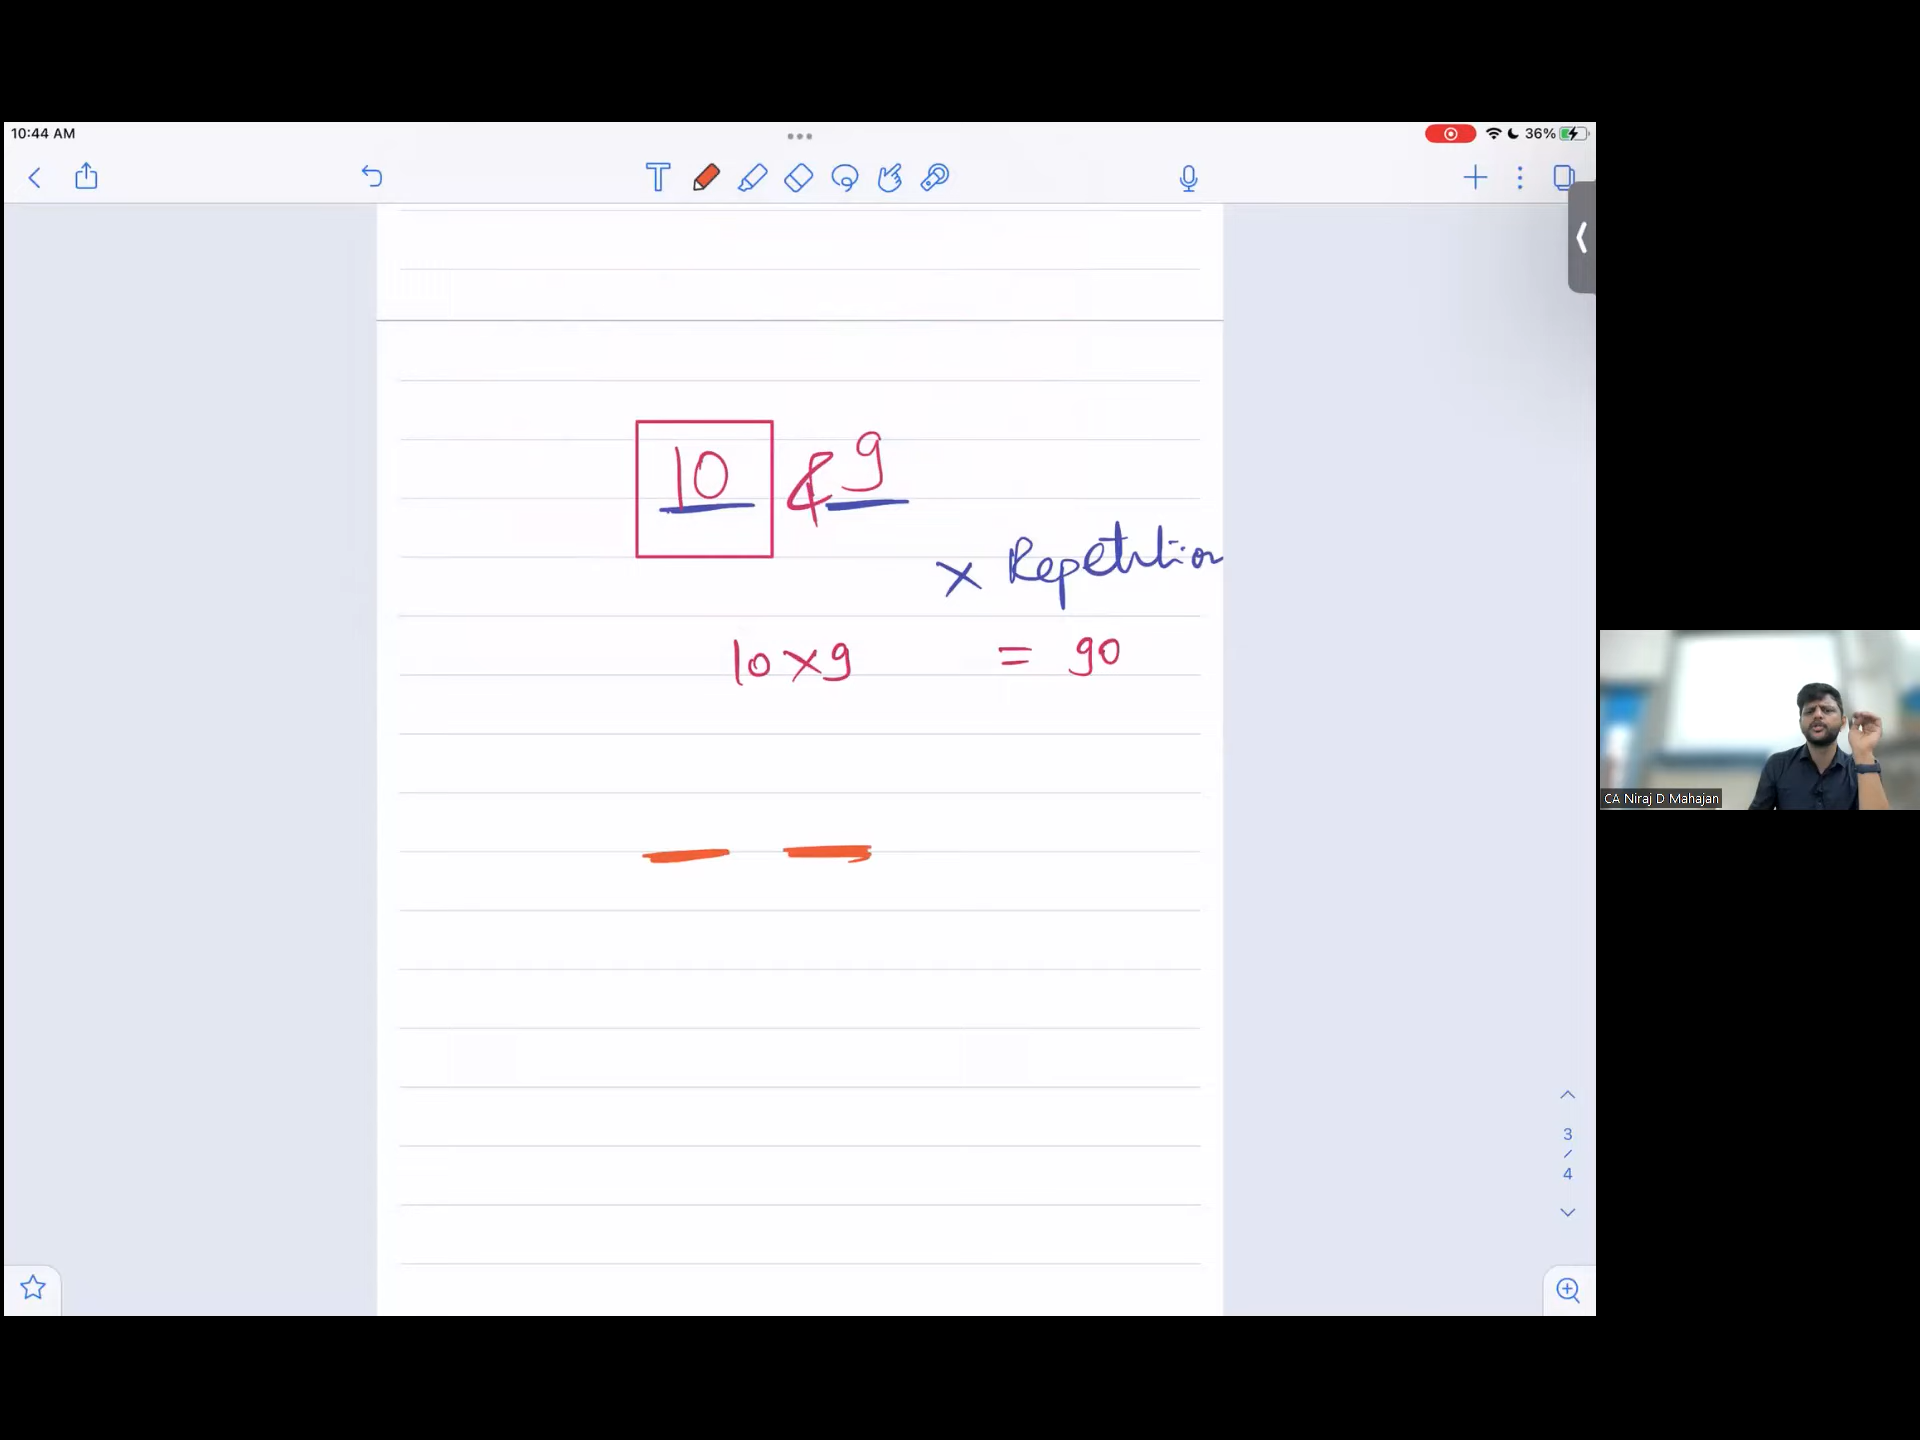 10:44 AM
36%
T
10 & 9
x Repetition
10 x 9 = 90
CA Niraj D Mahajan
3
/
4